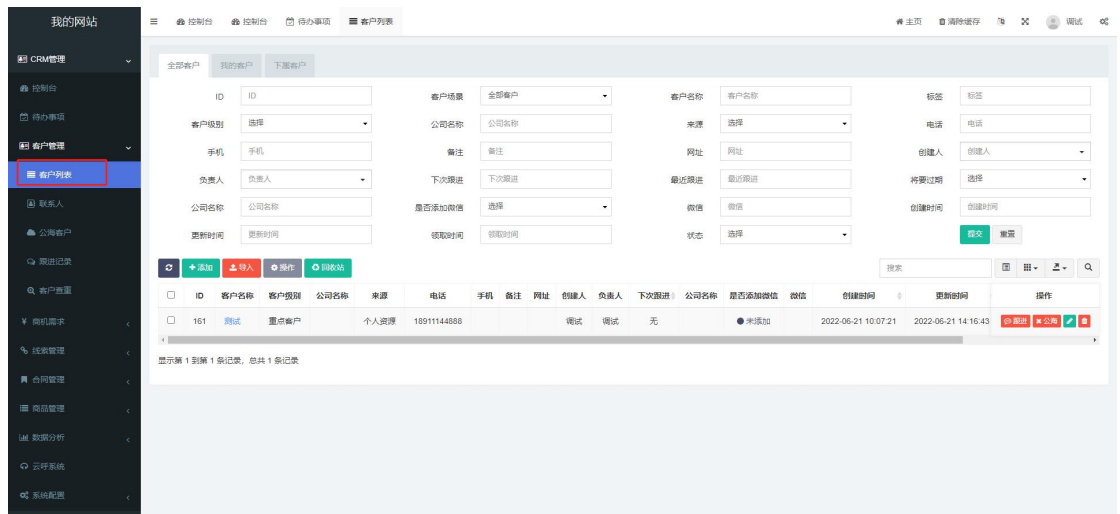 我的网站
控制台 控制台 待办事项 客户列表 主页 清除缓存 调试
CRM管理
控制台
待办事项
客户管理
客户列表
联系人
公海客户
跟进记录
客户查重
¥ 商机需求
线索管理
合同管理
商品管理
数据分析
云呼系统
系统配置
全部客户 我的客户 下属客户
ID ID 客户场景 全部客户 客户名称 客户名称 标签 标签
客户级别 选择 公司名称 公司名称 来源 选择 电话 电话
手机 手机 备注 备注 网址 网址 创建人 创建人
负责人 负责人 下次跟进 下次跟进 最近跟进 最近跟进 将要过期 选择
公司名称 公司名称 是否添加微信 选择 微信 微信 创建时间 创建时间
更新时间 更新时间 领取时间 领取时间 状态 选择 提交 重置
添加 导入 操作 回收站 搜索
ID 客户名称 客户级别 公司名称 来源 电话 手机 备注 网址 创建人 负责人 下次跟进 公司名称 是否添加微信 微信 创建时间 更新时间 操作
161 测试 重点客户 个人资源 18911144888 调试 调试 无 未添加 2022-06-21 10:07:21 2022-06-21 14:16:43 跟进 公海
显示第 1 到第 1 条记录，总共 1 条记录